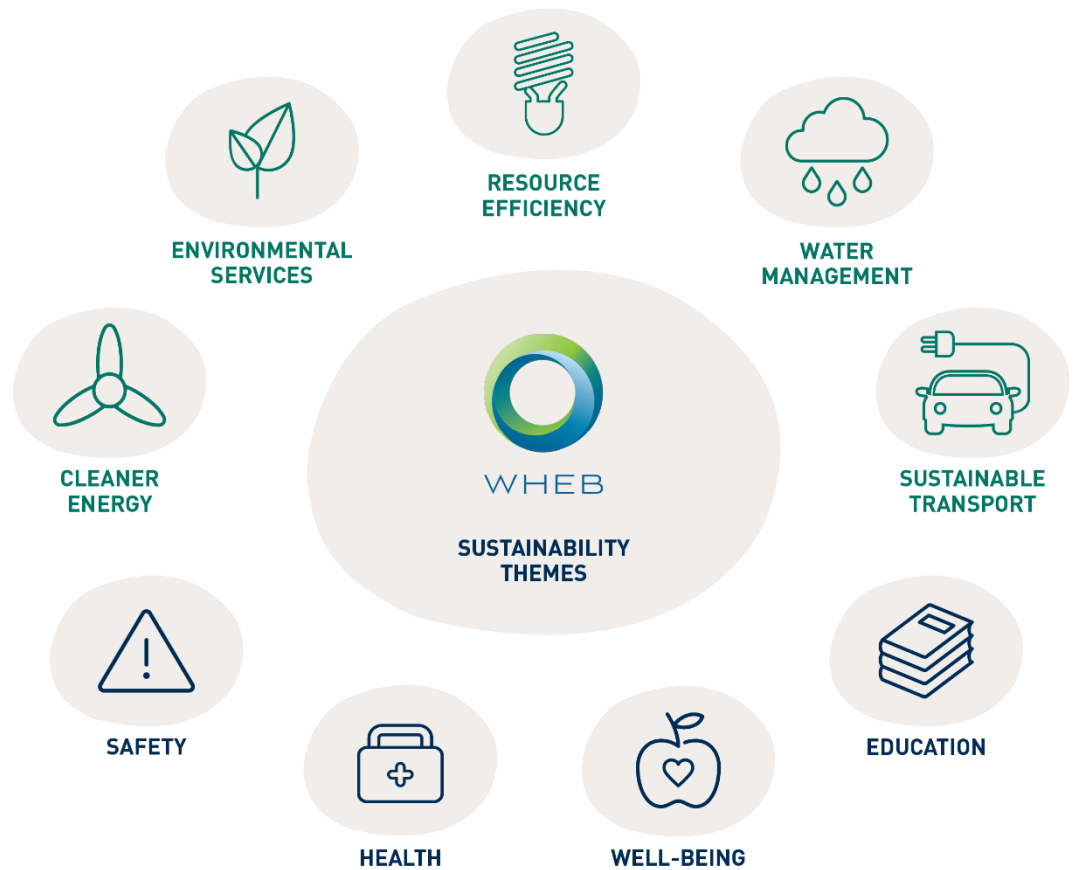 RESOURCE
EFFICIENCY
ENVIRONMENTAL
SERVICES
WATER
MANAGEMENT
CLEANER
ENERGY
WHEB
SUSTAINABILITY
THEMES
SUSTAINABLE
TRANSPORT
SAFETY
EDUCATION
HEALTH
WELL-BEING